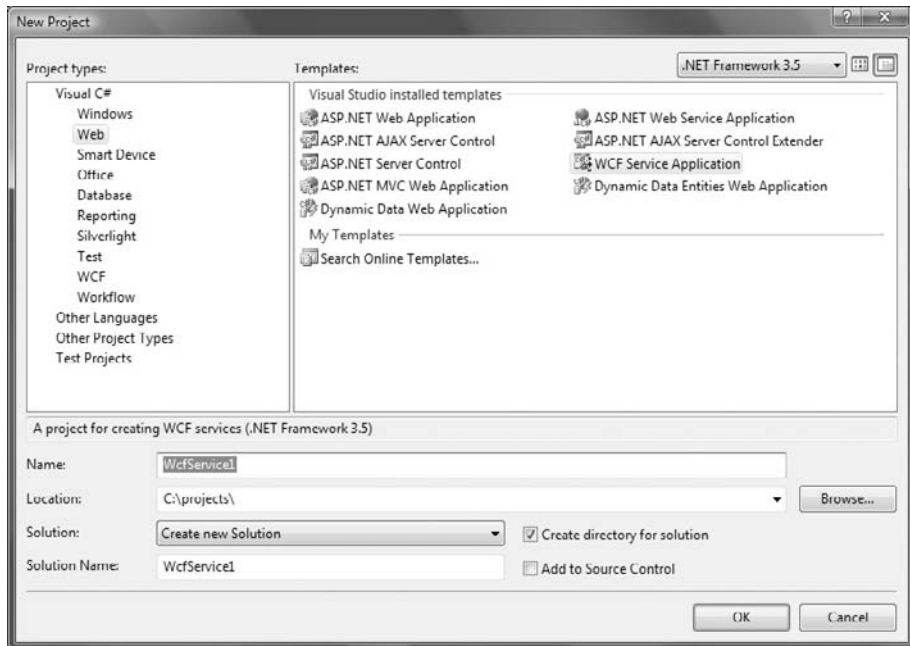 New Project
Project types:
Templates:
.NET Framework 3.5
Visual C#
Windows
Web
Smart Device
Office
Database
Reporting
Silverlight
Test
WCF
Workflow
Other Languages
Other Project Types
Test Projects
Visual Studio installed templates
ASP.NET Web Application
ASP.NET Web Service Application
ASP.NET AJAX Server Control
ASP.NET AJAX Server Control Extender
ASP.NET Server Control
WCF Service Application
ASP.NET MVC Web Application
Dynamic Data Entities Web Application
Dynamic Data Web Application
My Templates
Search Online Templates...
A project for creating WCF services (.NET Framework 3.5)
Name:
WcfService1
Location:
C:\projects\
Browse...
Solution:
Create new Solution
Create directory for solution
Solution Name:
WcfService1
Add to Source Control
OK
Cancel